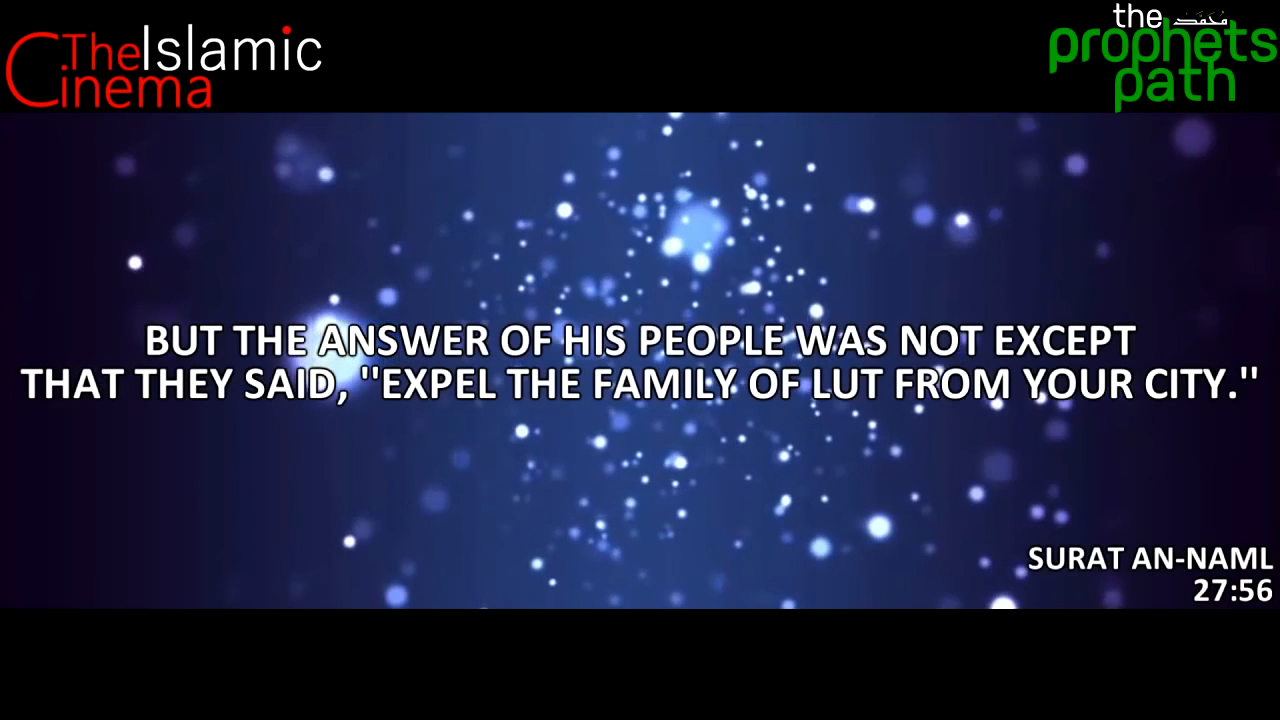 TheIslamic
Cinema
the محمد
prophets
path
BUT THE ANSWER OF HIS PEOPLE WAS NOT EXCEPT
THAT THEY SAID, "EXPEL THE FAMILY OF LUT FROM YOUR CITY."
SURAT AN-NAML
27:56